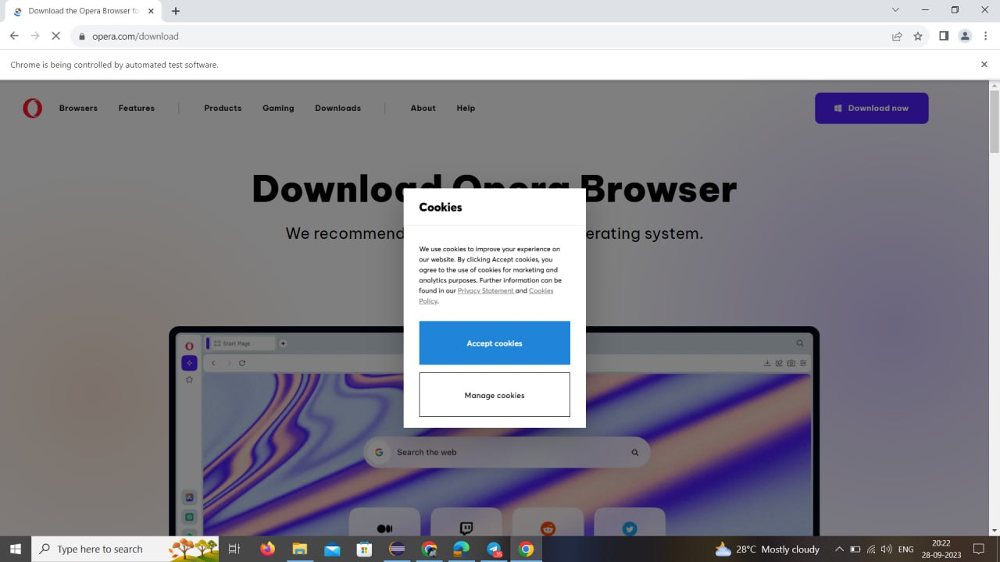 Download the Opera Browser fo
opera.com/download
Chrome is being controlled by automated test software.
Browsers
Features
Products
Gaming
Downloads
About
Help
Download now
Download Opera Browser
We recommend
erating system.
Cookies
We use cookies to improve your experience on
our website. By clicking Accept cookies, you
agree to the use of cookies for marketing and
analytics purposes. Further information can be
found in our Privacy Statement and Cookies
Policy.
Accept cookies
Manage cookies
Start Page
Search the web
Type here to search
28°C Mostly cloudy
ENG
20:22
28-09-2023